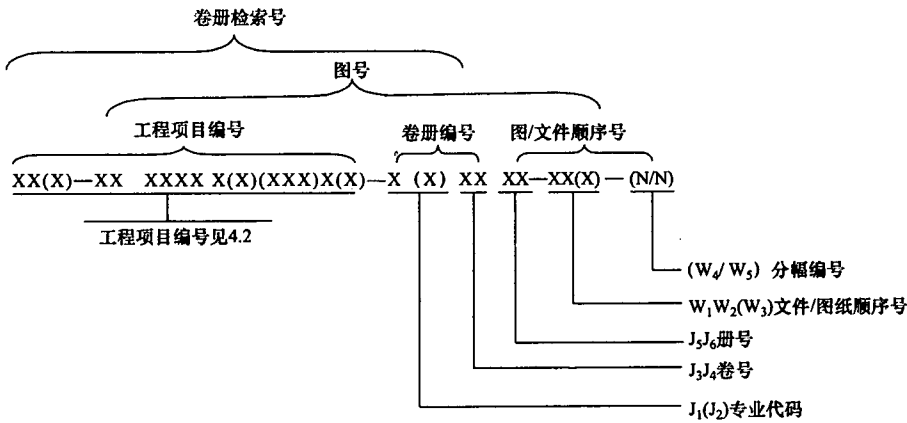 卷册检索号
图号
工程项目编号 卷册编号 图/文件顺序号
XX(X)—XX XXXX X(X)(XXX)X(X)—X (X) XX XX—XX(X)—(N/N)
工程项目编号见4.2
(W₄/ W₅) 分幅编号
W₁W₂(W₃)文件/图纸顺序号
J₅J₆册号
J₃J₄卷号
J₁(J₂)专业代码